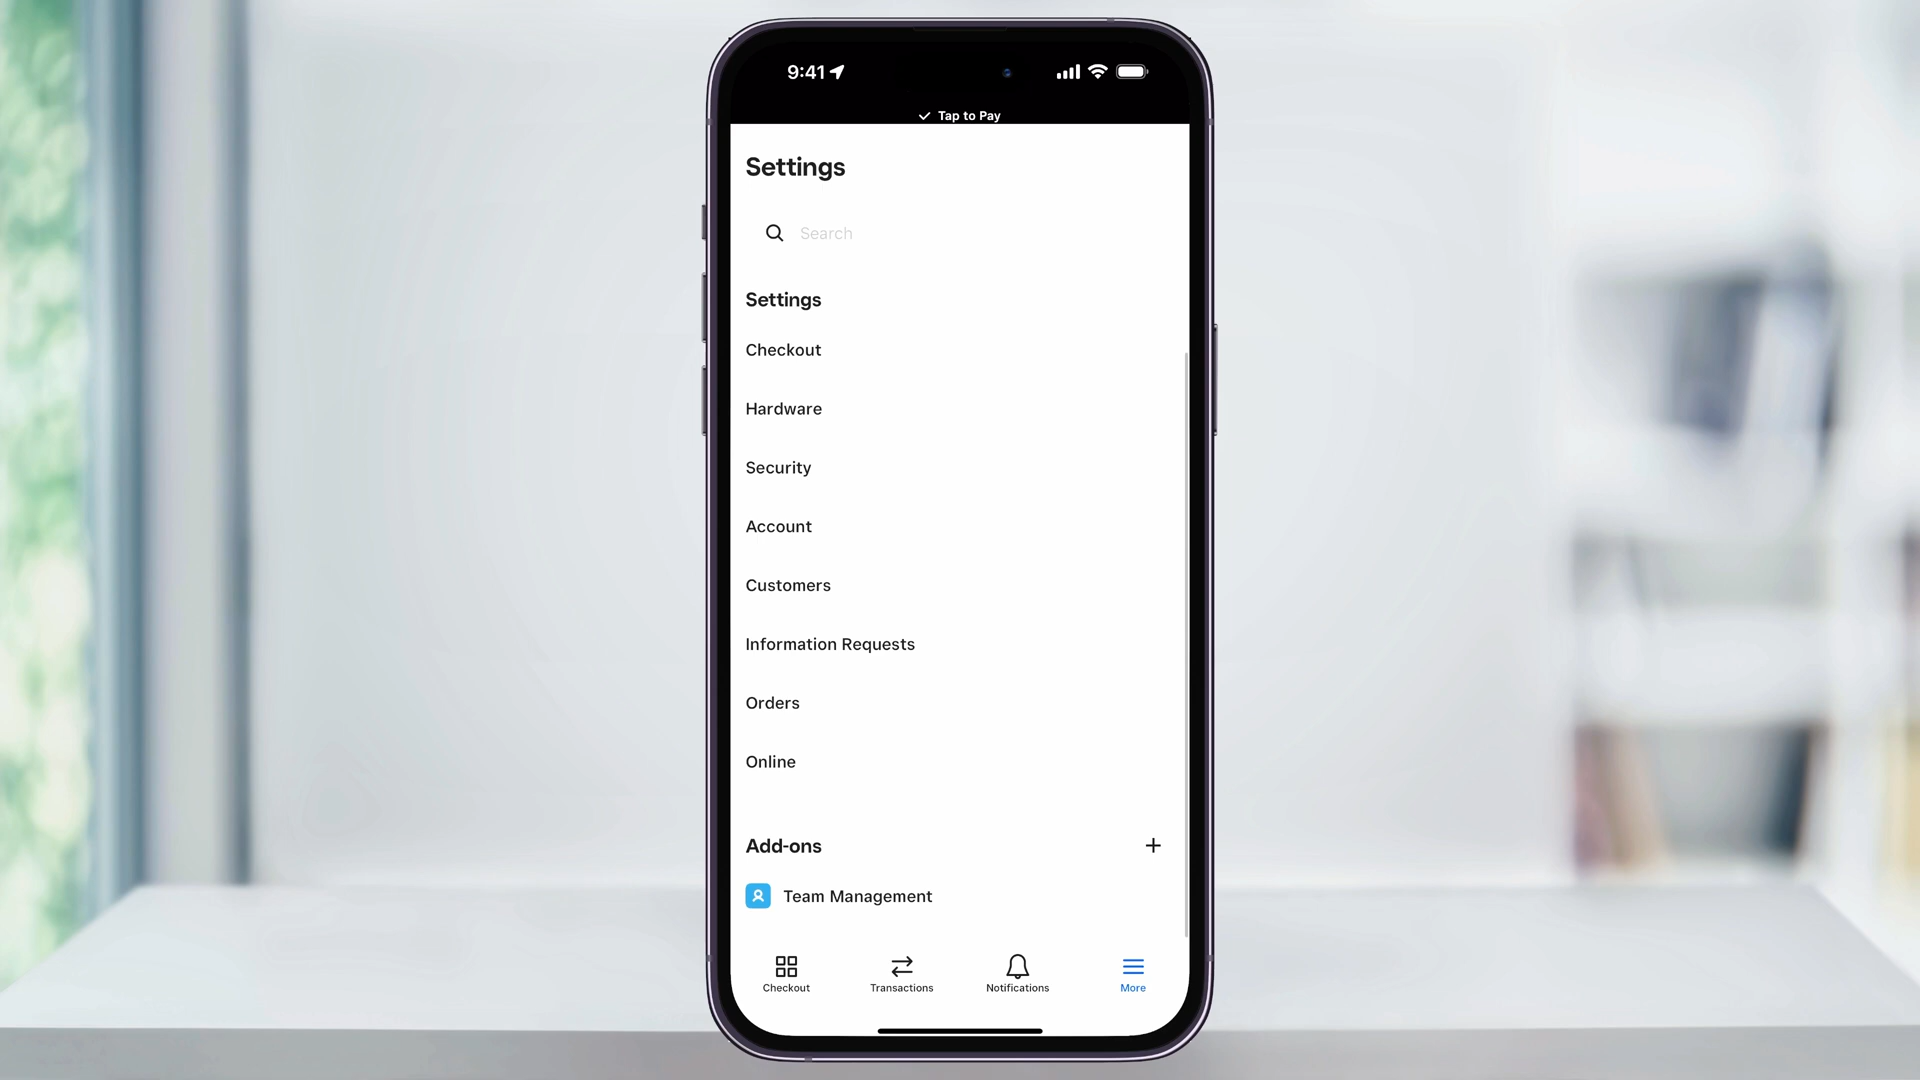 9:41
Tap to Pay
Settings
Search
Settings
Checkout
Hardware
Security
Account
Customers
Information Requests
Orders
Online
Add-ons
Team Management
Checkout
Transactions
Notifications
More